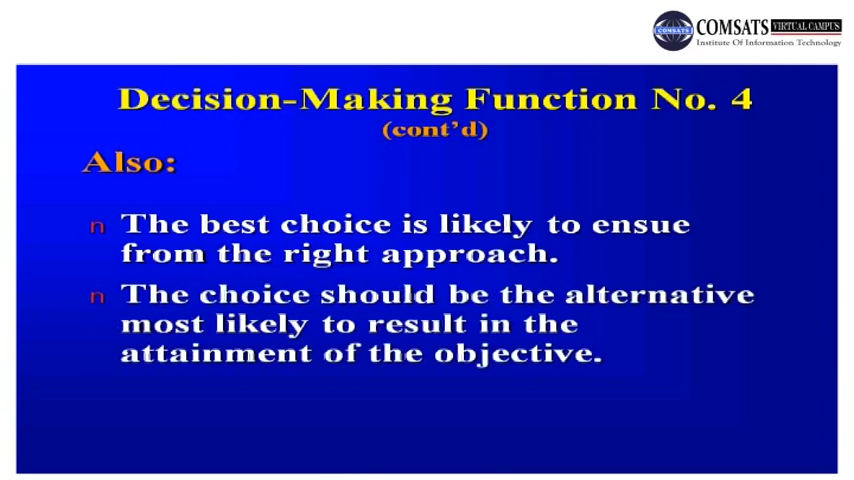 COMSATS VIRTUAL CAMPUS
COMSATS Institute Of Information Technology
Decision-Making Function No. 4
(cont’d)
Also:
n The best choice is likely to ensue
from the right approach.
n The choice should be the alternative
most likely to result in the
attainment of the objective.